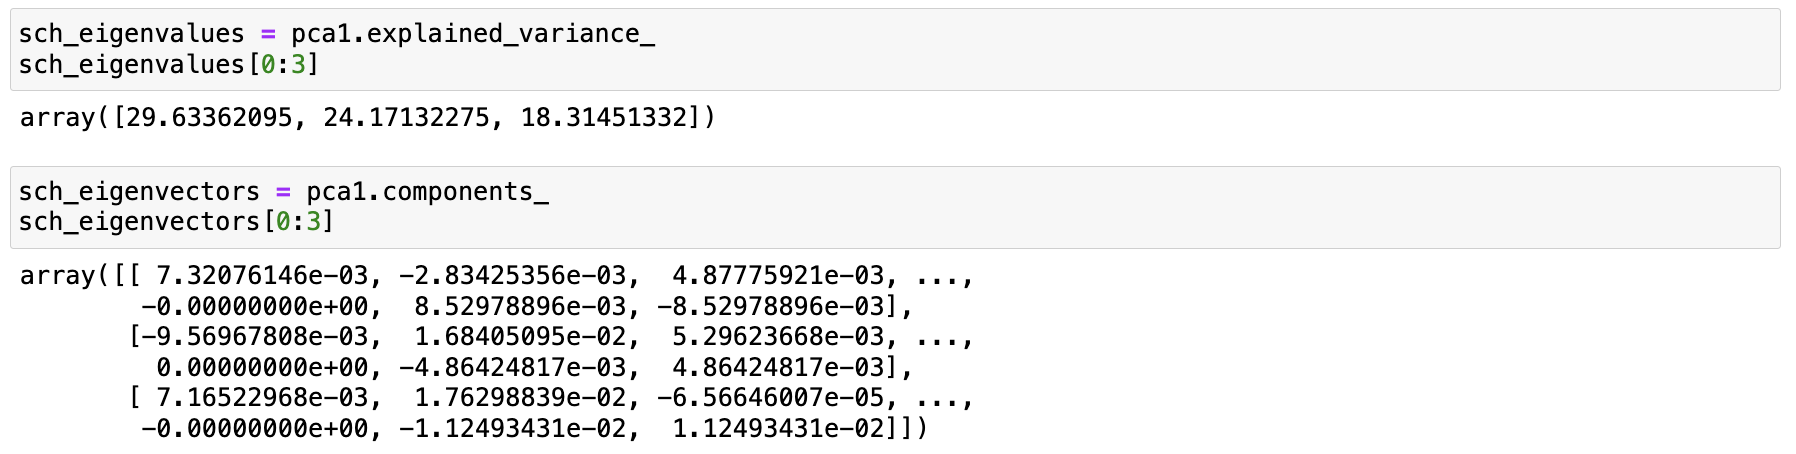 sch_eigenvalues = pca1.explained_variance_
sch_eigenvalues[0:3]
array([29.63362095, 24.17132275, 18.31451332])
sch_eigenvectors = pca1.components_
sch_eigenvectors[0:3]
array([[ 7.32076146e-03, -2.83425356e-03,  4.87775921e-03, ...,
        -0.00000000e+00,  8.52978896e-03, -8.52978896e-03],
       [-9.56967808e-03,  1.68405095e-02,  5.29623668e-03, ...,
         0.00000000e+00, -4.86424817e-03,  4.86424817e-03],
       [ 7.16522968e-03,  1.76298839e-02, -6.56646007e-05, ...,
        -0.00000000e+00, -1.12493431e-02,  1.12493431e-02]])